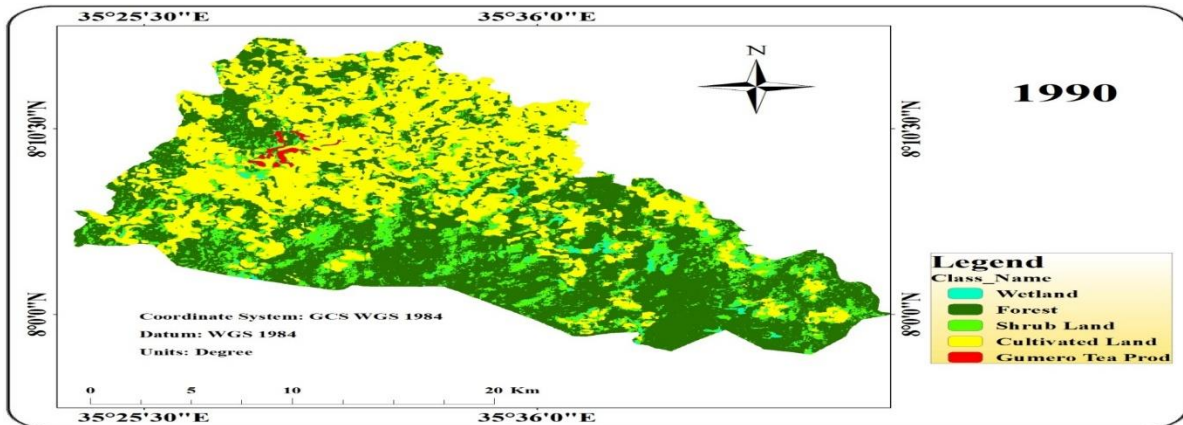 35°25'30"E 35°36'0"E
N
1990
8°10'30"N 8°10'30"N
Legend
Class_Name
Wetland
Forest
Shrub Land
Cultivated Land
Gumero Tea Prod
8°0'0"N 8°0'0"N
Coordinate System: GCS WGS 1984
Datum: WGS 1984
Units: Degree
0 5 10 20 Km
35°25'30"E 35°36'0"E